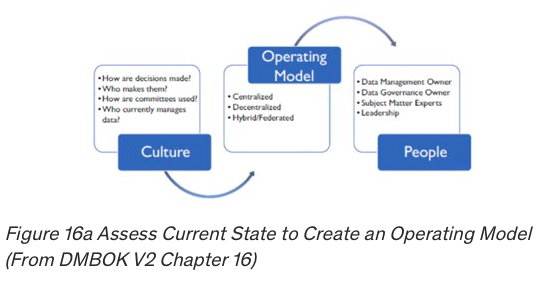 • How are decisions made?
• Who makes them?
• How are committees used?
• Who currently manages
data?
Culture
Operating
Model
• Centralized
• Decentralized
• Hybrid/Federated
• Data Management Owner
• Data Governance Owner
• Subject Matter Experts
• Leadership
People
Figure 16a Assess Current State to Create an Operating Model
(From DMBOK V2 Chapter 16)